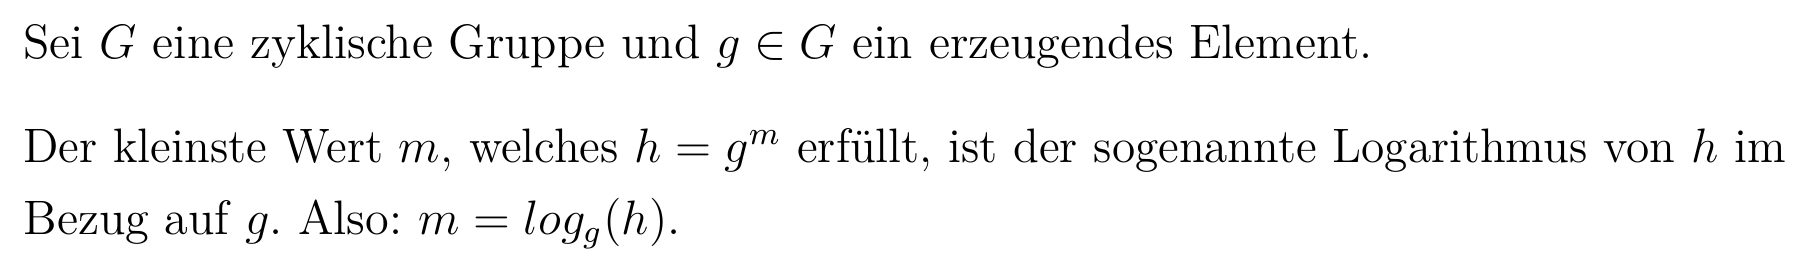 Sei G eine zyklische Gruppe und g ∈ G ein erzeugendes Element.
Der kleinste Wert m, welches h = g^m erfüllt, ist der sogenannte Logarithmus von h im
Bezug auf g. Also: m = log_g(h).